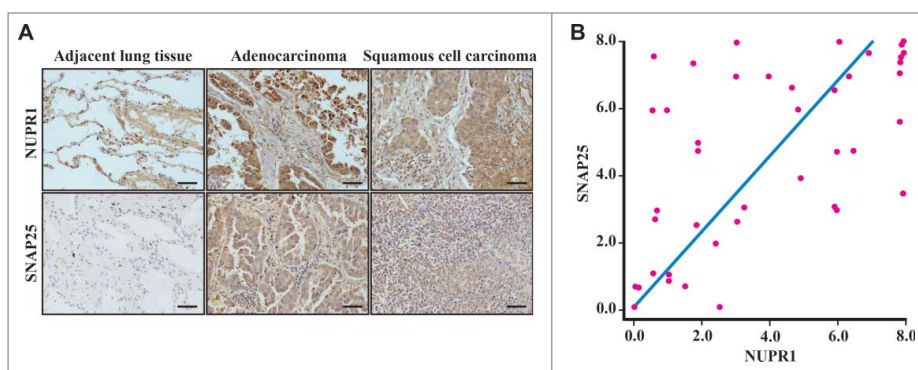 A
Adjacent lung tissue
Adenocarcinoma
Squamous cell carcinoma
NUPR1
SNAP25
B
8.0
6.0
4.0
2.0
0.0
SNAP25
0.0
2.0
4.0
6.0
8.0
NUPR1